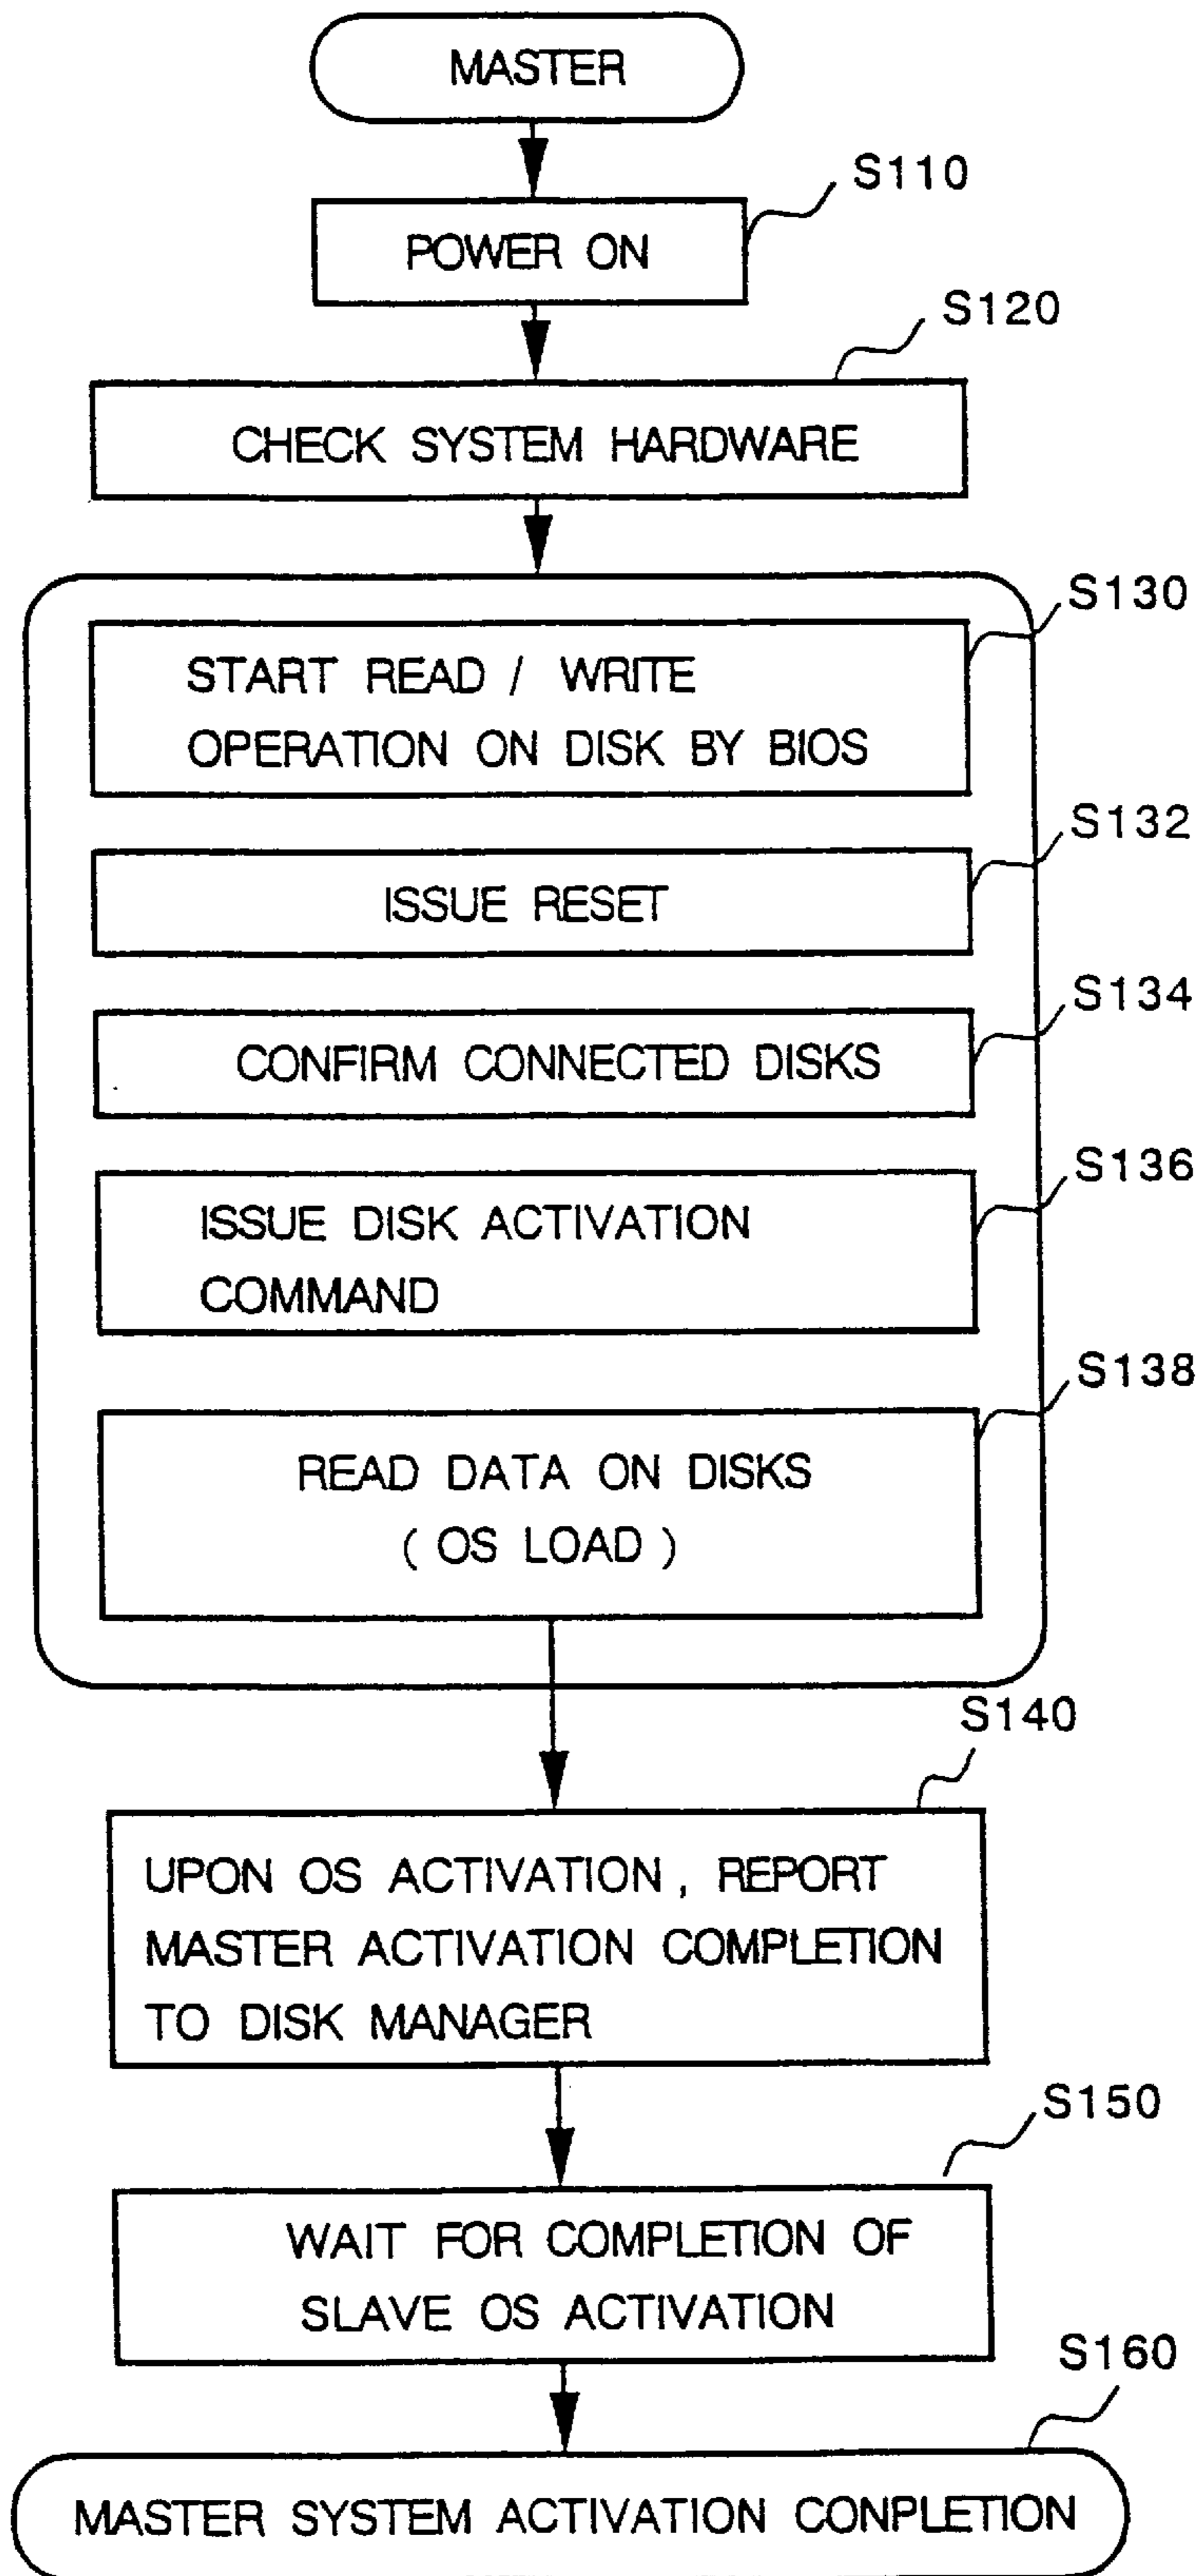 MASTER
S110
POWER ON
S120
CHECK SYSTEM HARDWARE
S130
START READ / WRITE
OPERATION ON DISK BY BIOS
S132
ISSUE RESET
S134
CONFIRM CONNECTED DISKS
S136
ISSUE DISK ACTIVATION
COMMAND
S138
READ DATA ON DISKS
( OS LOAD )
S140
UPON OS ACTIVATION , REPORT
MASTER ACTIVATION COMPLETION
TO DISK MANAGER
S150
WAIT FOR COMPLETION OF
SLAVE OS ACTIVATION
S160
MASTER SYSTEM ACTIVATION CONPLETION